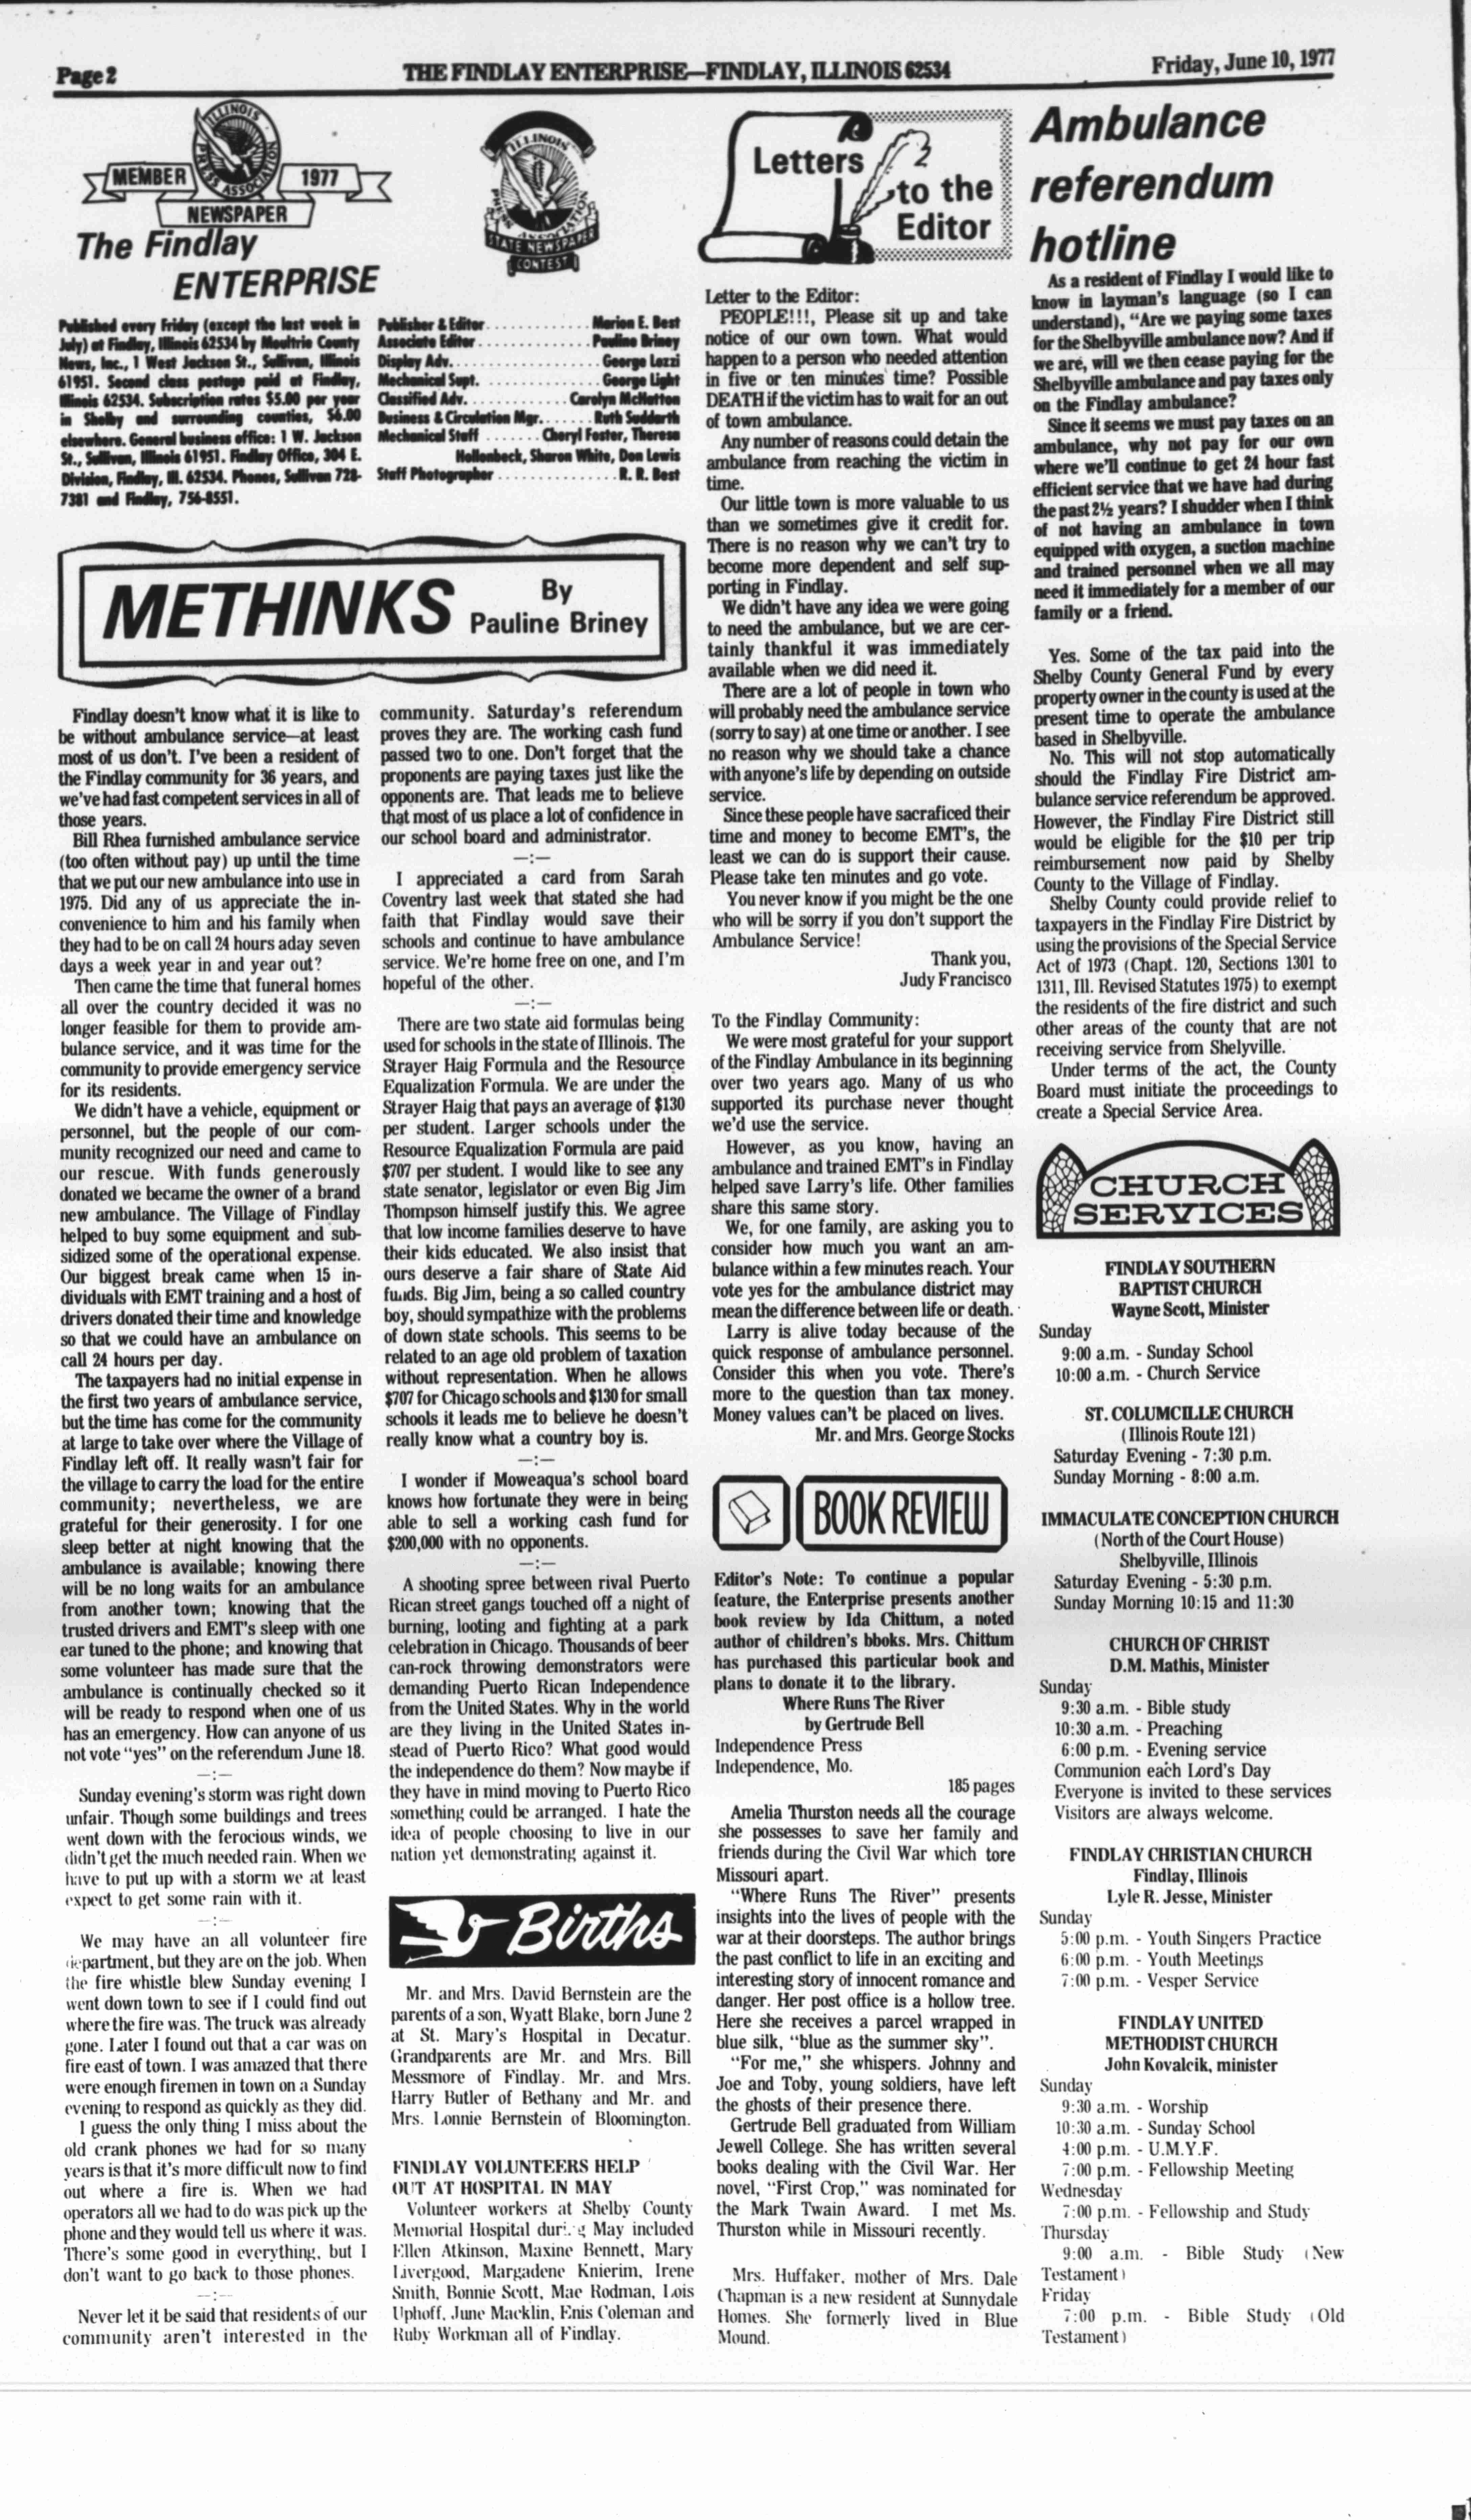 Page 2
THE FINDLAY ENTERPRISE—FINDLAY, ILLINOIS 62534
Friday, June 10, 1977
ILLINOIS
PRESS ASSOCIATION
MEMBER
1977
NEWSPAPER
The Findlay
ENTERPRISE
ILLINOIS
PRESS ASSOCIATION
STATE NEWSPAPER
CONTEST
Published every Friday (except the last week in
July) at Findlay, Illinois 62534 by Moultrie County
News, Inc., 1 West Jackson St., Sullivan, Illinois
61951. Second class postage paid at Findlay,
Illinois 62534. Subscription rates $5.00 per year
in Shelby and surrounding counties, $6.00
elsewhere. General business office: 1 W. Jackson
St., Sullivan, Illinois 61951. Findlay Office, 304 E.
Division, Findlay, Ill. 62534. Phones, Sullivan 728-
7381 and Findlay, 756-8551.
Publisher & Editor . . . . . . . . . . . . Marion E. Best
Associate Editor . . . . . . . . . . . . . Pauline Briney
Display Adv. . . . . . . . . . . . . . . . George Lozzi
Mechanical Supt. . . . . . . . . . . . . . George Light
Classified Adv. . . . . . . . . . . . Carolyn McHatton
Business & Circulation Mgr. . . . . . . Ruth Suddarth
Mechanical Staff . . . . . . . Cheryl Foster, Theresa
Hollonbeck, Sharon White, Don Lewis
Staff Photographer . . . . . . . . . . . . . . . R. R. Best
METHINKS
By
Pauline Briney
Findlay doesn't know what it is like to
be without ambulance service—at least
most of us don't. I've been a resident of
the Findlay community for 36 years, and
we've had fast competent services in all of
those years.
Bill Rhea furnished ambulance service
(too often without pay) up until the time
that we put our new ambulance into use in
1975. Did any of us appreciate the in-
convenience to him and his family when
they had to be on call 24 hours aday seven
days a week year in and year out?
Then came the time that funeral homes
all over the country decided it was no
longer feasible for them to provide am-
bulance service, and it was time for the
community to provide emergency service
for its residents.
We didn't have a vehicle, equipment or
personnel, but the people of our com-
munity recognized our need and came to
our rescue. With funds generously
donated we became the owner of a brand
new ambulance. The Village of Findlay
helped to buy some equipment and sub-
sidized some of the operational expense.
Our biggest break came when 15 in-
dividuals with EMT training and a host of
drivers donated their time and knowledge
so that we could have an ambulance on
call 24 hours per day.
The taxpayers had no initial expense in
the first two years of ambulance service,
but the time has come for the community
at large to take over where the Village of
Findlay left off. It really wasn't fair for
the village to carry the load for the entire
community; nevertheless, we are
grateful for their generosity. I for one
sleep better at night knowing that the
ambulance is available; knowing there
will be no long waits for an ambulance
from another town; knowing that the
trusted drivers and EMT's sleep with one
ear tuned to the phone; and knowing that
some volunteer has made sure that the
ambulance is continually checked so it
will be ready to respond when one of us
has an emergency. How can anyone of us
not vote "yes" on the referendum June 18.
—:—
Sunday evening's storm was right down
unfair. Though some buildings and trees
went down with the ferocious winds, we
didn't get the much needed rain. When we
have to put up with a storm we at least
expect to get some rain with it.
—:—
We may have an all volunteer fire
department, but they are on the job. When
the fire whistle blew Sunday evening I
went down town to see if I could find out
where the fire was. The truck was already
gone. Later I found out that a car was on
fire east of town. I was amazed that there
were enough firemen in town on a Sunday
evening to respond as quickly as they did.
I guess the only thing I miss about the
old crank phones we had for so many
years is that it's more difficult now to find
out where a fire is. When we had
operators all we had to do was pick up the
phone and they would tell us where it was.
There's some good in everything, but I
don't want to go back to those phones.
—:—
Never let it be said that residents of our
community aren't interested in the
community. Saturday's referendum
proves they are. The working cash fund
passed two to one. Don't forget that the
proponents are paying taxes just like the
opponents are. That leads me to believe
that most of us place a lot of confidence in
our school board and administrator.
—:—
I appreciated a card from Sarah
Coventry last week that stated she had
faith that Findlay would save their
schools and continue to have ambulance
service. We're home free on one, and I'm
hopeful of the other.
—:—
There are two state aid formulas being
used for schools in the state of Illinois. The
Strayer Haig Formula and the Resource
Equalization Formula. We are under the
Strayer Haig that pays an average of $130
per student. Larger schools under the
Resource Equalization Formula are paid
$707 per student. I would like to see any
state senator, legislator or even Big Jim
Thompson himself justify this. We agree
that low income families deserve to have
their kids educated. We also insist that
ours deserve a fair share of State Aid
funds. Big Jim, being a so called country
boy, should sympathize with the problems
of down state schools. This seems to be
related to an age old problem of taxation
without representation. When he allows
$707 for Chicago schools and $130 for small
schools it leads me to believe he doesn't
really know what a country boy is.
—:—
I wonder if Moweaqua's school board
knows how fortunate they were in being
able to sell a working cash fund for
$200,000 with no opponents.
—:—
A shooting spree between rival Puerto
Rican street gangs touched off a night of
burning, looting and fighting at a park
celebration in Chicago. Thousands of beer
can-rock throwing demonstrators were
demanding Puerto Rican Independence
from the United States. Why in the world
are they living in the United States in-
stead of Puerto Rico? What good would
the independence do them? Now maybe if
they have in mind moving to Puerto Rico
something could be arranged. I hate the
idea of people choosing to live in our
nation yet demonstrating against it.
Births
Mr. and Mrs. David Bernstein are the
parents of a son, Wyatt Blake, born June 2
at St. Mary's Hospital in Decatur.
Grandparents are Mr. and Mrs. Bill
Messmore of Findlay. Mr. and Mrs.
Harry Butler of Bethany and Mr. and
Mrs. Lonnie Bernstein of Bloomington.
FINDLAY VOLUNTEERS HELP
OUT AT HOSPITAL IN MAY
Volunteer workers at Shelby County
Memorial Hospital during May included
Ellen Atkinson, Maxine Bennett, Mary
Livergood, Margadene Knierim, Irene
Smith, Bonnie Scott, Mae Rodman, Lois
Uphoff, June Macklin, Enis Coleman and
Ruby Workman all of Findlay.
Letters
to the
Editor
Letter to the Editor:
PEOPLE!!!, Please sit up and take
notice of our own town. What would
happen to a person who needed attention
in five or ten minutes' time? Possible
DEATH if the victim has to wait for an out
of town ambulance.
Any number of reasons could detain the
ambulance from reaching the victim in
time.
Our little town is more valuable to us
than we sometimes give it credit for.
There is no reason why we can't try to
become more dependent and self sup-
porting in Findlay.
We didn't have any idea we were going
to need the ambulance, but we are cer-
tainly thankful it was immediately
available when we did need it.
There are a lot of people in town who
will probably need the ambulance service
(sorry to say) at one time or another. I see
no reason why we should take a chance
with anyone's life by depending on outside
service.
Since these people have sacraficed their
time and money to become EMT's, the
least we can do is support their cause.
Please take ten minutes and go vote.
You never know if you might be the one
who will be sorry if you don't support the
Ambulance Service!
Thank you,
Judy Francisco
To the Findlay Community:
We were most grateful for your support
of the Findlay Ambulance in its beginning
over two years ago. Many of us who
supported its purchase never thought
we'd use the service.
However, as you know, having an
ambulance and trained EMT's in Findlay
helped save Larry's life. Other families
share this same story.
We, for one family, are asking you to
consider how much you want an am-
bulance within a few minutes reach. Your
vote yes for the ambulance district may
mean the difference between life or death.
Larry is alive today because of the
quick response of ambulance personnel.
Consider this when you vote. There's
more to the question than tax money.
Money values can't be placed on lives.
Mr. and Mrs. George Stocks
BOOK REVIEW
Editor's Note: To continue a popular
feature, the Enterprise presents another
book review by Ida Chittum, a noted
author of children's bboks. Mrs. Chittum
has purchased this particular book and
plans to donate it to the library.
Where Runs The River
by Gertrude Bell
Independence Press
Independence, Mo.
185 pages
Amelia Thurston needs all the courage
she possesses to save her family and
friends during the Civil War which tore
Missouri apart.
"Where Runs The River" presents
insights into the lives of people with the
war at their doorsteps. The author brings
the past conflict to life in an exciting and
interesting story of innocent romance and
danger. Her post office is a hollow tree.
Here she receives a parcel wrapped in
blue silk, "blue as the summer sky".
"For me," she whispers. Johnny and
Joe and Toby, young soldiers, have left
the ghosts of their presence there.
Gertrude Bell graduated from William
Jewell College. She has written several
books dealing with the Civil War. Her
novel, "First Crop," was nominated for
the Mark Twain Award. I met Ms.
Thurston while in Missouri recently.
Mrs. Huffaker, mother of Mrs. Dale
Chapman is a new resident at Sunnydale
Homes. She formerly lived in Blue
Mound.
Ambulance
referendum
hotline
As a resident of Findlay I would like to
know in layman's language (so I can
understand), "Are we paying some taxes
for the Shelbyville ambulance now? And if
we are, will we then cease paying for the
Shelbyville ambulance and pay taxes only
on the Findlay ambulance?
Since it seems we must pay taxes on an
ambulance, why not pay for our own
where we'll continue to get 24 hour fast
efficient service that we have had during
the past 2½ years? I shudder when I think
of not having an ambulance in town
equipped with oxygen, a suction machine
and trained personnel when we all may
need it immediately for a member of our
family or a friend.
Yes. Some of the tax paid into the
Shelby County General Fund by every
property owner in the county is used at the
present time to operate the ambulance
based in Shelbyville.
No. This will not stop automatically
should the Findlay Fire District am-
bulance service referendum be approved.
However, the Findlay Fire District still
would be eligible for the $10 per trip
reimbursement now paid by Shelby
County to the Village of Findlay.
Shelby County could provide relief to
taxpayers in the Findlay Fire District by
using the provisions of the Special Service
Act of 1973 (Chapt. 120, Sections 1301 to
1311, Ill. Revised Statutes 1975) to exempt
the residents of the fire district and such
other areas of the county that are not
receiving service from Shelyville.
Under terms of the act, the County
Board must initiate the proceedings to
create a Special Service Area.
CHURCH
SERVICES
FINDLAY SOUTHERN
BAPTIST CHURCH
Wayne Scott, Minister
Sunday
9:00 a.m. - Sunday School
10:00 a.m. - Church Service
ST. COLUMCILLE CHURCH
(Illinois Route 121)
Saturday Evening - 7:30 p.m.
Sunday Morning - 8:00 a.m.
IMMACULATE CONCEPTION CHURCH
(North of the Court House)
Shelbyville, Illinois
Saturday Evening - 5:30 p.m.
Sunday Morning 10:15 and 11:30
CHURCH OF CHRIST
D.M. Mathis, Minister
Sunday
9:30 a.m. - Bible study
10:30 a.m. - Preaching
6:00 p.m. - Evening service
Communion each Lord's Day
Everyone is invited to these services
Visitors are always welcome.
FINDLAY CHRISTIAN CHURCH
Findlay, Illinois
Lyle R. Jesse, Minister
Sunday
5:00 p.m. - Youth Singers Practice
6:00 p.m. - Youth Meetings
7:00 p.m. - Vesper Service
FINDLAY UNITED
METHODIST CHURCH
John Kovalcik, minister
Sunday
9:30 a.m. - Worship
10:30 a.m. - Sunday School
4:00 p.m. - U.M.Y.F.
7:00 p.m. - Fellowship Meeting
Wednesday
7:00 p.m. - Fellowship and Study
Thursday
9:00 a.m. - Bible Study (New
Testament)
Friday
7:00 p.m. - Bible Study (Old
Testament)